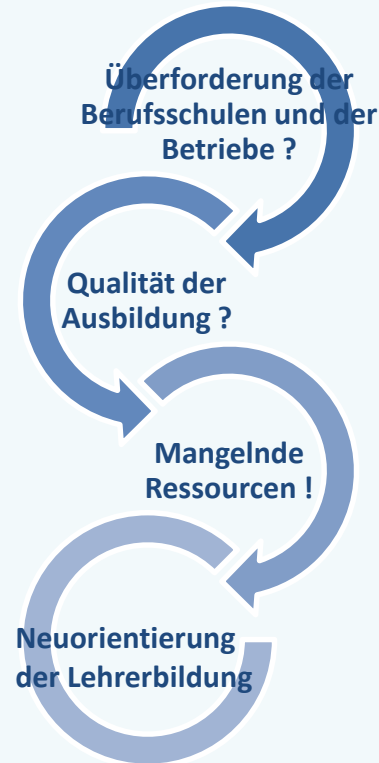 Überforderung der
Berufsschulen und der
Betriebe ?
Qualität der
Ausbildung ?
Mangelnde
Ressourcen !
Neuorientierung
der Lehrerbildung